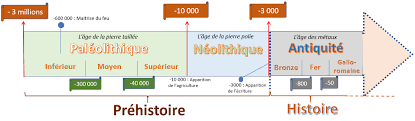 - 3 millions
-10 000
- 3 000
-600 000 : Maîtrise du feu
L'âge de la pierre taillée
L'âge de la pierre polie
L'âge des métaux
Paléolithique
Néolithique
Antiquité
Inférieur
Moyen
Supérieur
Bronze
Fer
Gallo-
romaine
-300 000
-40 000
-10 000 : Apparition
de l'agriculture
-3000 : Apparition
de l'écriture
-800
-50
Préhistoire
Histoire